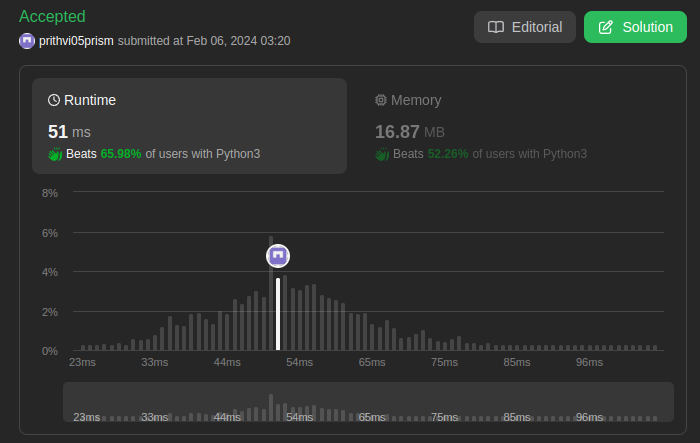 Accepted
prithvi05prism submitted at Feb 06, 2024 03:20
Editorial
Solution
Runtime
51 ms
Beats 65.98% of users with Python3
Memory
16.87 MB
Beats 52.26% of users with Python3
8%
6%
4%
2%
0%
23ms 33ms 44ms 54ms 65ms 75ms 85ms 96ms
23ms 33ms 44ms 54ms 65ms 75ms 85ms 96ms